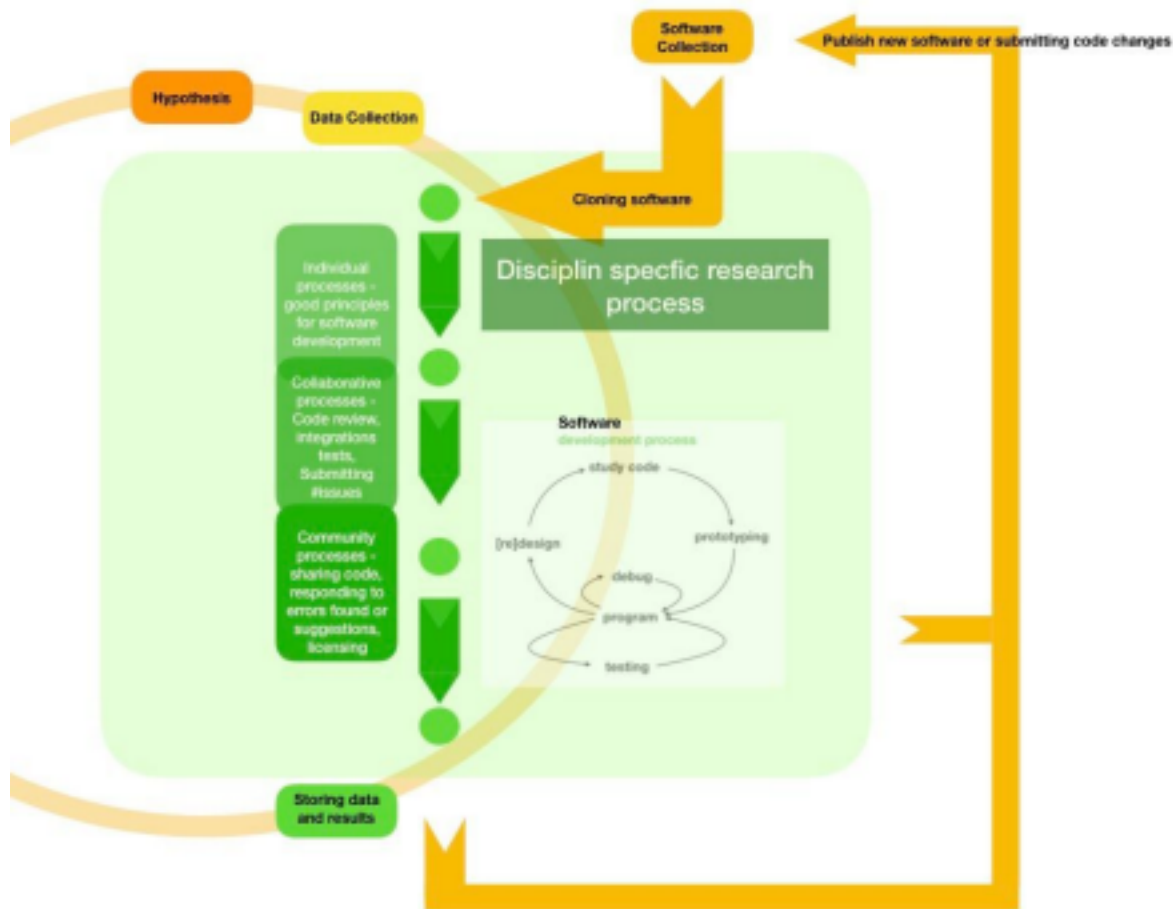 Software
Collection
Publish new software or submitting code changes
Hypothesis
Data Collection
Cloning software
Disciplin specfic research
process
Individual
processes -
good principles
for software
development
Collaborative
processes -
Code review,
integrations
tests,
Submitting
#issues
Community
processes -
sharing code,
responding to
errors found or
suggestions,
licensing
Software
development process
study code
[re]design
prototyping
debug
program
testing
Storing data
and results